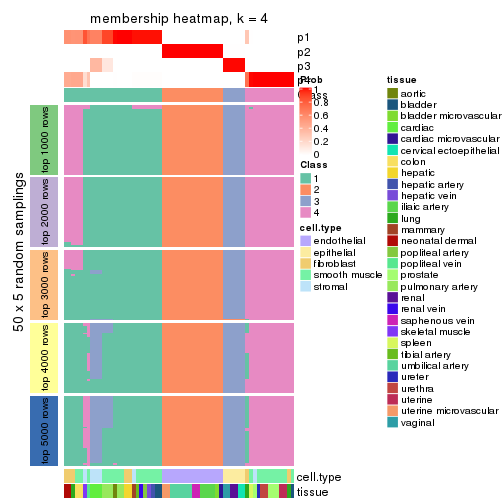 membership heatmap, k = 4
p1
p2
p3
p4
Class
50 x 5 random samplings
top 1000 rows
top 2000 rows
top 3000 rows
top 4000 rows
top 5000 rows
cell.type
tissue
Prob
1
0.8
0.6
0.4
0.2
0
Class
1
2
3
4
cell.type
endothelial
epithelial
fibroblast
smooth muscle
stromal
tissue
aortic
bladder
bladder microvascular
cardiac
cardiac microvascular
cervical ectoepithelial
colon
hepatic
hepatic artery
hepatic vein
iliaic artery
lung
mammary
neonatal dermal
popliteal artery
popliteal vein
prostate
pulmonary artery
renal
renal vein
saphenous vein
skeletal muscle
spleen
tibial artery
umbilical artery
ureter
urethra
uterine
uterine microvascular
vaginal